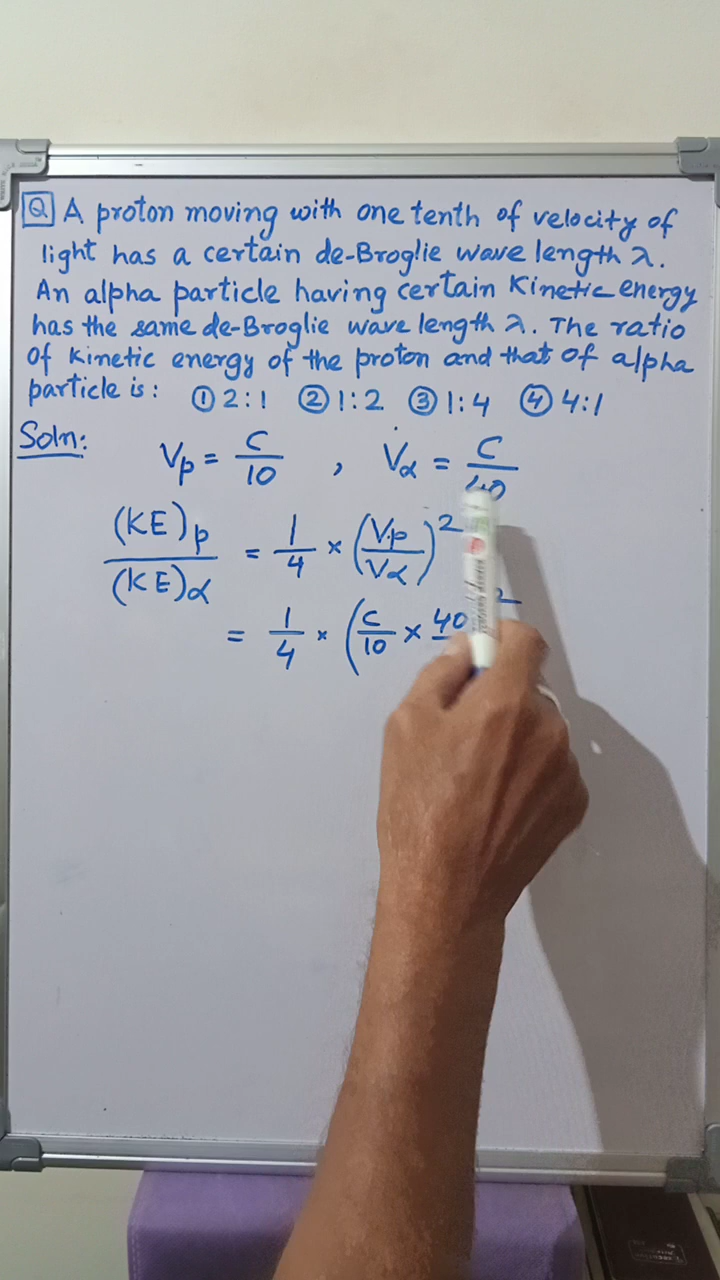 Q A proton moving with one tenth of velocity of
light has a certain de-Broglie wave length λ.
An alpha particle having certain Kinetic energy
has the same de-Broglie wave length λ. The ratio
of kinetic energy of the proton and that of alpha
particle is: ① 2:1 ② 1:2 ③ 1:4 ④ 4:1
Soln:
Vp = C/10 , Vα = C/40
(KE)p/(KE)α = 1/4 × (Vp/Vα)²
= 1/4 × (C/10 × 40 2